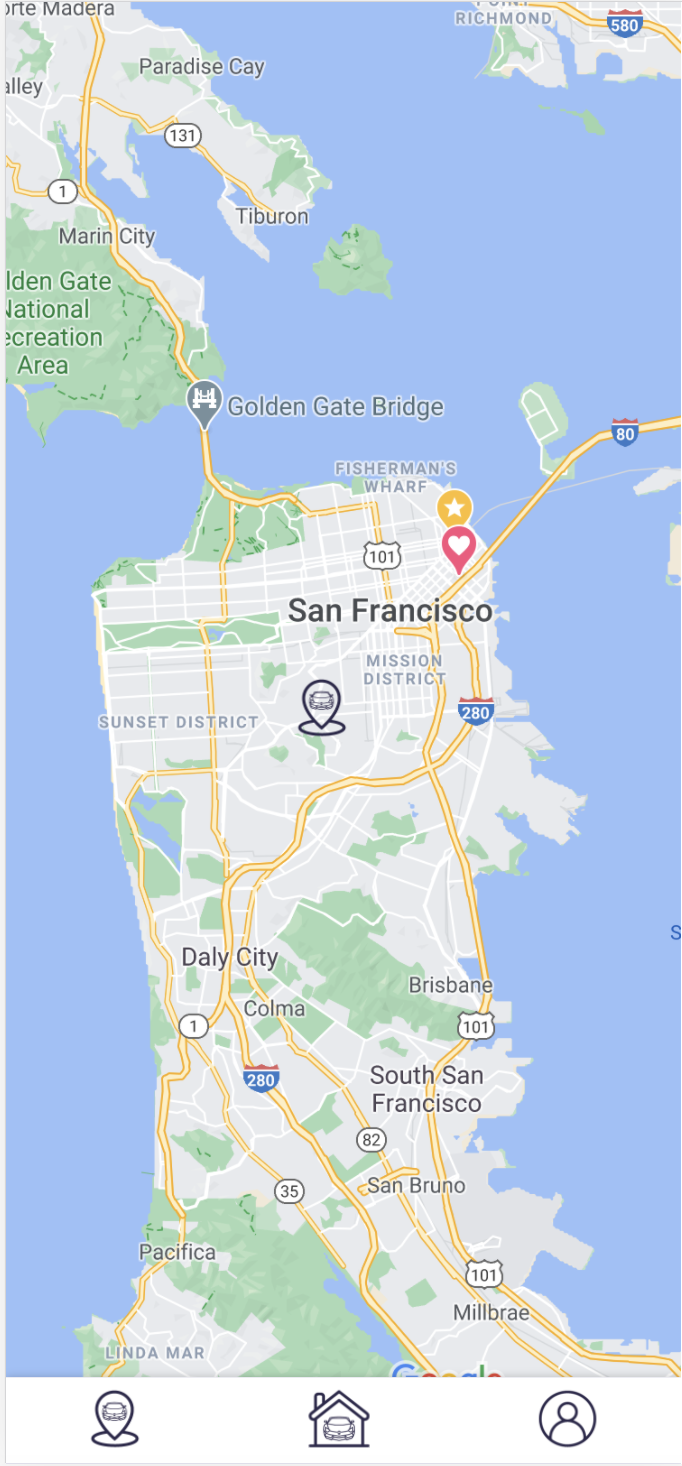 orte Madera
RICHMOND
580
Paradise Cay
alley
131
1
Tiburon
Marin City
lden Gate
National
ecreation
Area
Golden Gate Bridge
80
FISHERMAN'S
WHARF
101
San Francisco
MISSION
DISTRICT
SUNSET DISTRICT
280
S
Daly City
Brisbane
Colma
1
101
280
South San
Francisco
82
35
San Bruno
Pacifica
101
Millbrae
LINDA MAR
Google